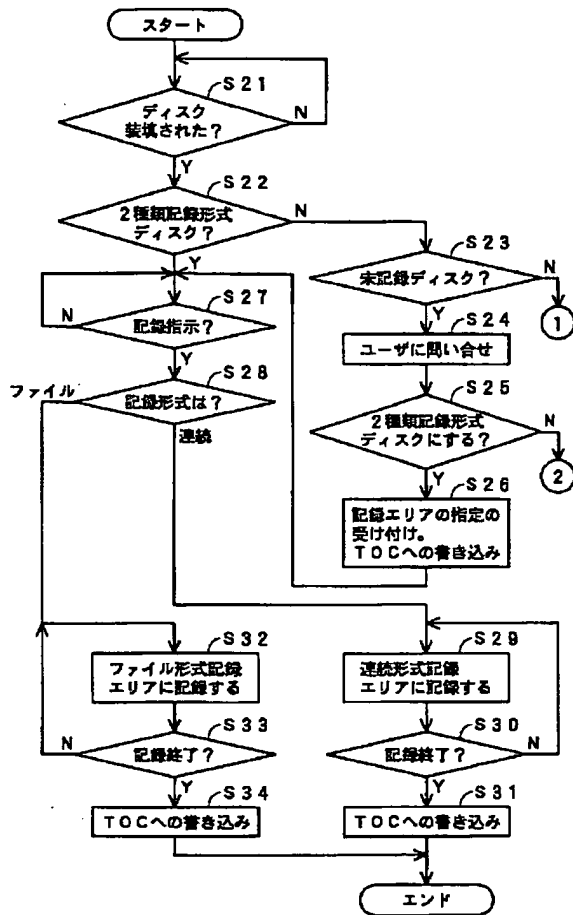 スタート
S21
ディスク
装填された?
N
Y
S22
2種類記録形式
ディスク?
N
Y
S23
未記録ディスク?
N
Y
1
S24
ユーザに問い合せ
S25
2種類記録形式
ディスクにする?
N
Y
2
S26
記録エリアの指定の
受け付け。
TOCへの書き込み
S27
記録指示?
N
Y
S28
記録形式は?
ファイル
連続
S32
ファイル形式記録
エリアに記録する
S33
記録終了?
N
Y
S34
TOCへの書き込み
S29
連続形式記録
エリアに記録する
S30
記録終了?
N
Y
S31
TOCへの書き込み
エンド